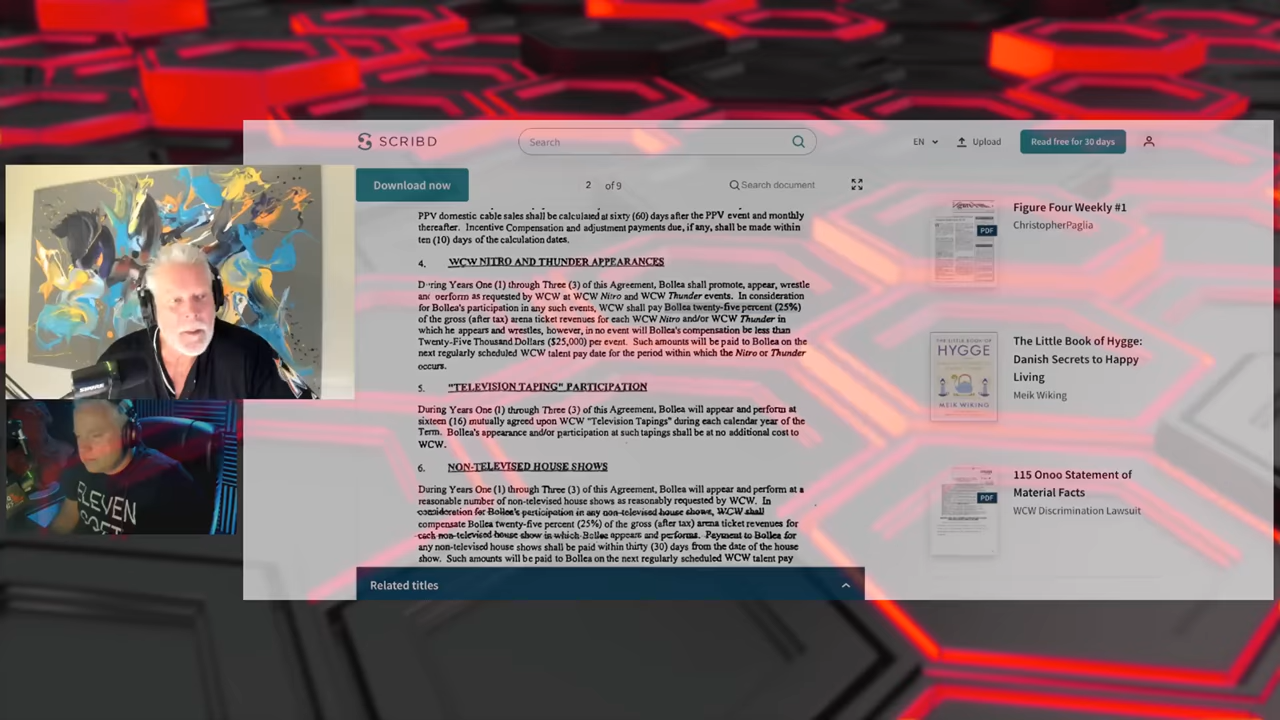 SCRIBD
Search
EN
Upload
Read free for 30 days
Download now
2 of 9
Search document
PPV domestic cable sales shall be calculated at sixty (60) days after the PPV event and monthly
thereafter. Incentive Compensation and adjustment payments due, if any, shall be made within
ten (10) days of the calculation dates.
4. WCW NITRO AND THUNDER APPEARANCES
During Years One (1) through Three (3) of this Agreement, Bollea shall promote, appear, wrestle
and perform as requested by WCW at WCW Nitro and WCW Thunder events. In consideration
for Bollea's participation in any such events, WCW shall pay Bollea twenty-five percent (25%)
of the gross (after tax) arena ticket revenues for each WCW Nitro and/or WCW Thunder in
which he appears and wrestles, however, in no event will Bollea's compensation be less than
Twenty-Five Thousand Dollars ($25,000) per event. Such amounts will be paid to Bollea on the
next regularly scheduled WCW talent pay date for the period within which the Nitro or Thunder
occurs.
5. "TELEVISION TAPING" PARTICIPATION
During Years One (1) through Three (3) of this Agreement, Bollea will appear and perform at
sixteen (16) mutually agreed upon WCW "Television Tapings" during each calendar year of the
Term. Bollea's appearance and/or participation at such tapings shall be at no additional cost to
WCW.
6. NON-TELEVISED HOUSE SHOWS
During Years One (1) through Three (3) of this Agreement, Bollea will appear and perform at a
reasonable number of non-televised house shows as reasonably requested by WCW. In
consideration for Bollea's participation in any non-televised house shows, WCW shall
compensate Bollea twenty-five percent (25%) of the gross (after tax) arena ticket revenues for
each non-televised house show in which Bollea appears and performs. Payment to Bollea for
any non-televised house shows shall be paid within thirty (30) days from the date of the house
show. Such amounts will be paid to Bollea on the next regularly scheduled WCW talent pay
Related titles
PDF
Figure Four Weekly #1
ChristopherPaglia
THE LITTLE BOOK OF
HYGGE
MEIK WIKING
The Little Book of Hygge:
Danish Secrets to Happy
Living
Meik Wiking
PDF
115 Onoo Statement of
Material Facts
WCW Discrimination Lawsuit
SHURE
ELEVEN